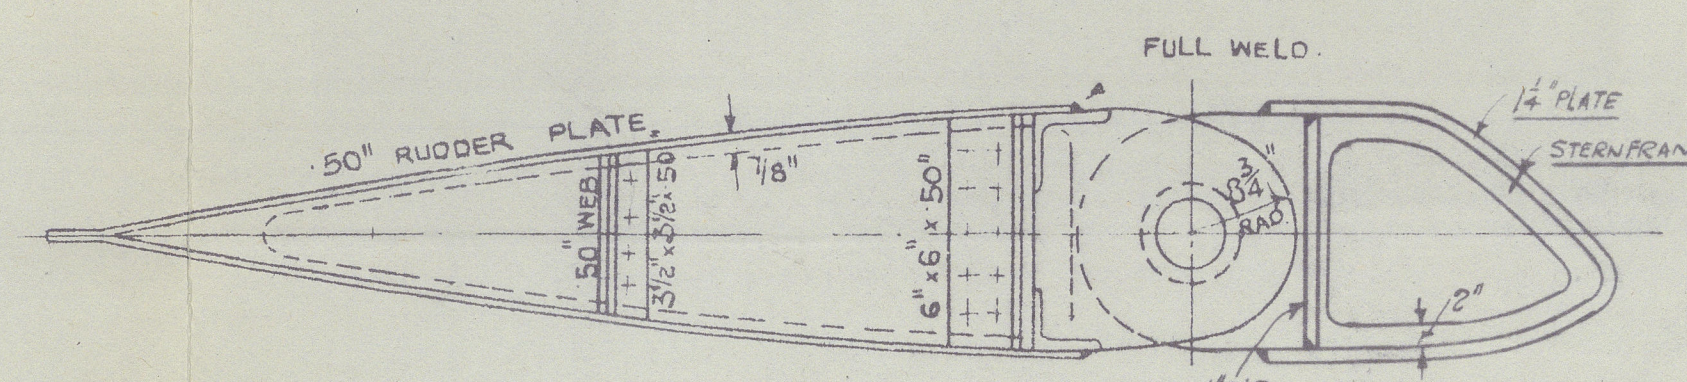 FULL WELD.
1¼" PLATE
STERNFRAM
.50" RUDDER PLATE
7/8"
.50" WEB
3½" x 3½" x .50
6" x 6" x .50"
8¾"
RAD
2"